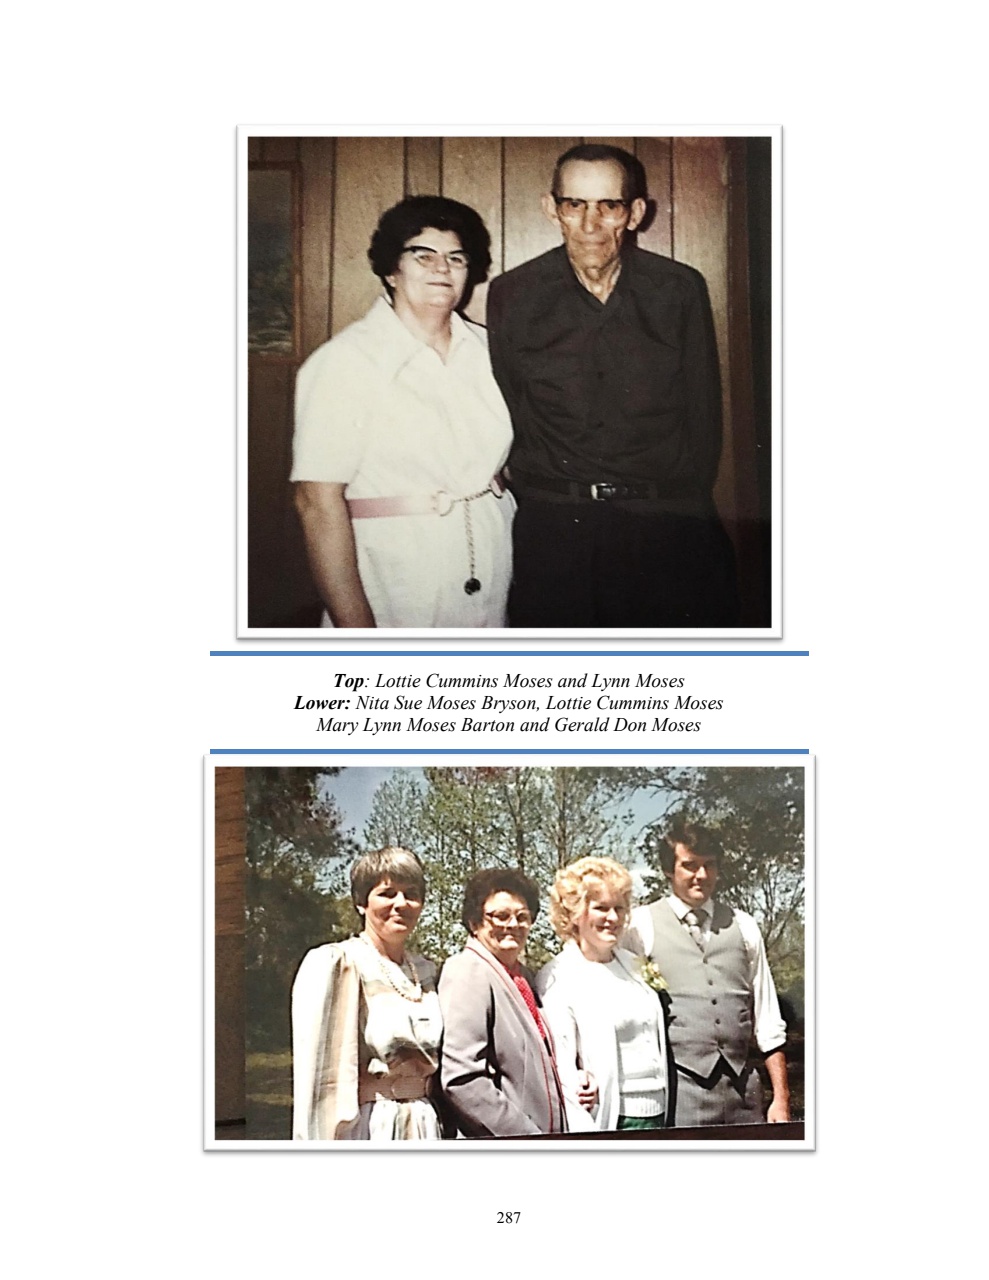 Top: Lottie Cummins Moses and Lynn Moses
Lower: Nita Sue Moses Bryson, Lottie Cummins Moses
Mary Lynn Moses Barton and Gerald Don Moses
287